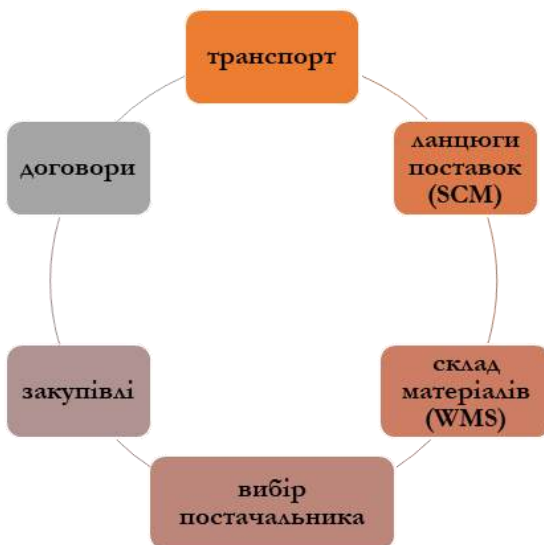 транспорт
ланцюги
поставок
(SCM)
склад
матеріалів
(WMS)
вибір
постачальника
закупівлі
договори